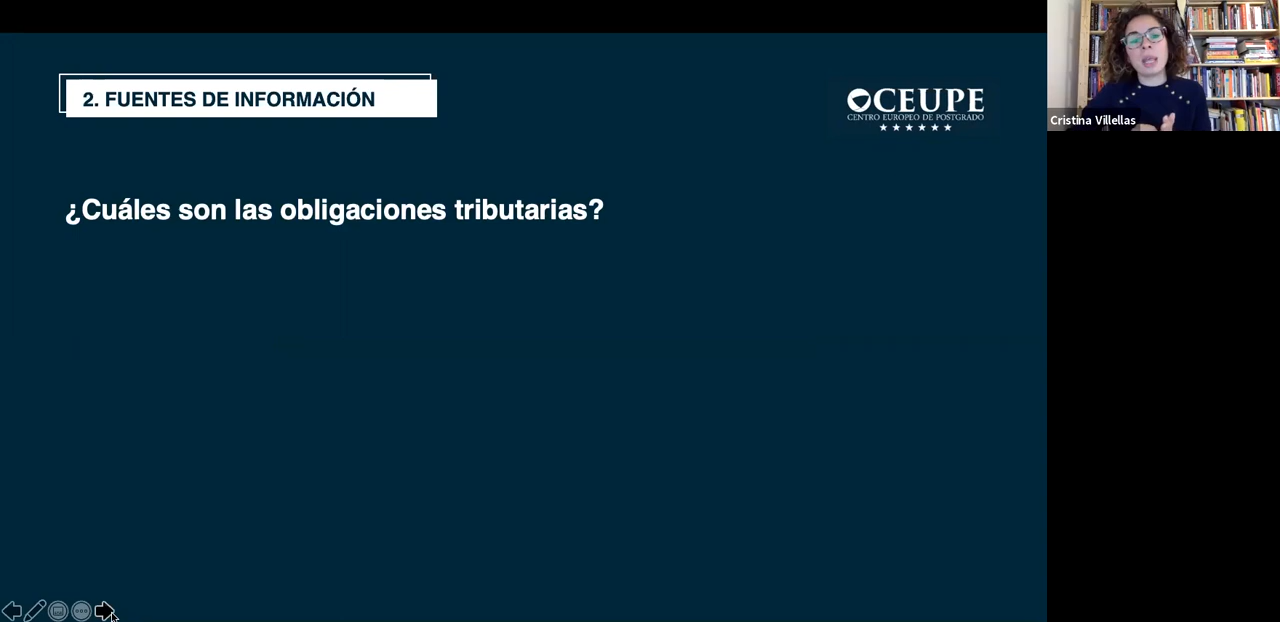 2. FUENTES DE INFORMACIÓN
CEUPE
CENTRO EUROPEO DE POSTGRADO
Cristina Villellas
¿Cuáles son las obligaciones tributarias?